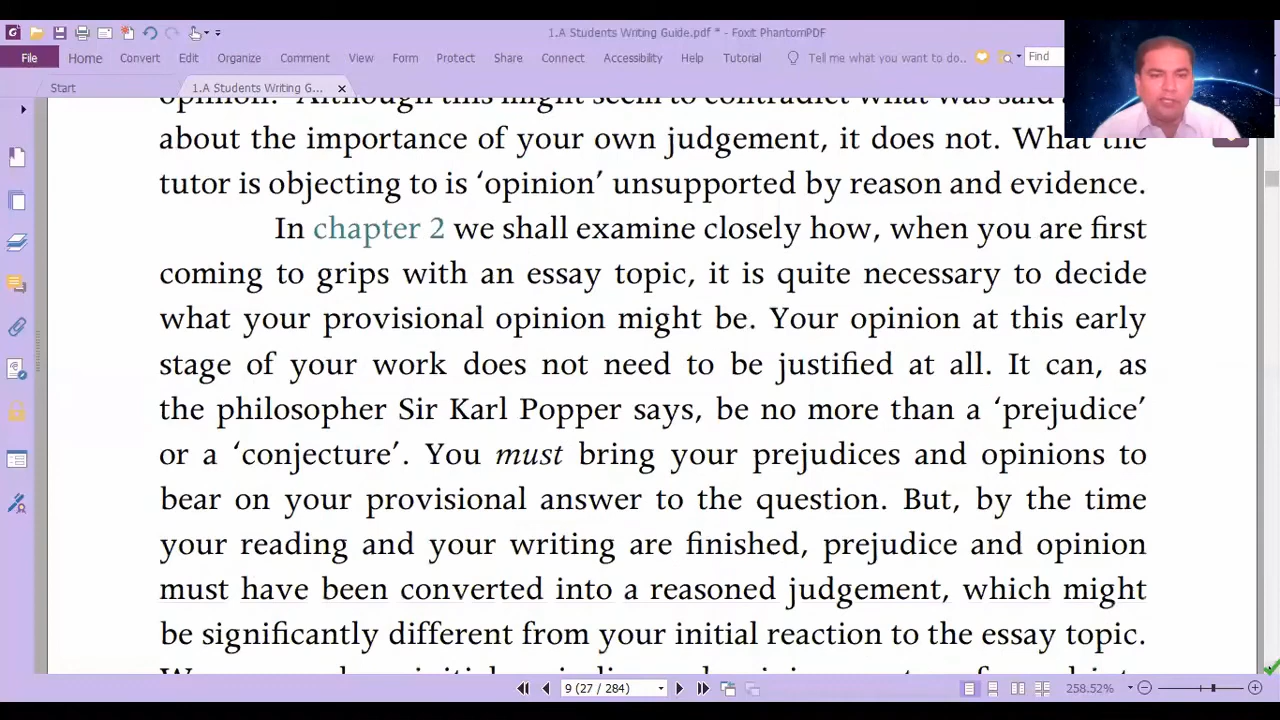 1.A Students Writing Guide.pdf * - Foxit PhantomPDF
File Home Convert Edit Organize Comment View Form Protect Share Connect Accessibility Help Tutorial Tell me what you want to do.. Find
Start 1.A Students Writing G...
about the importance of your own judgement, it does not. What the
tutor is objecting to is ‘opinion’ unsupported by reason and evidence.
In chapter 2 we shall examine closely how, when you are first
coming to grips with an essay topic, it is quite necessary to decide
what your provisional opinion might be. Your opinion at this early
stage of your work does not need to be justified at all. It can, as
the philosopher Sir Karl Popper says, be no more than a ‘prejudice’
or a ‘conjecture’. You must bring your prejudices and opinions to
bear on your provisional answer to the question. But, by the time
your reading and your writing are finished, prejudice and opinion
must have been converted into a reasoned judgement, which might
be significantly different from your initial reaction to the essay topic.
9 (27 / 284) 258.52%